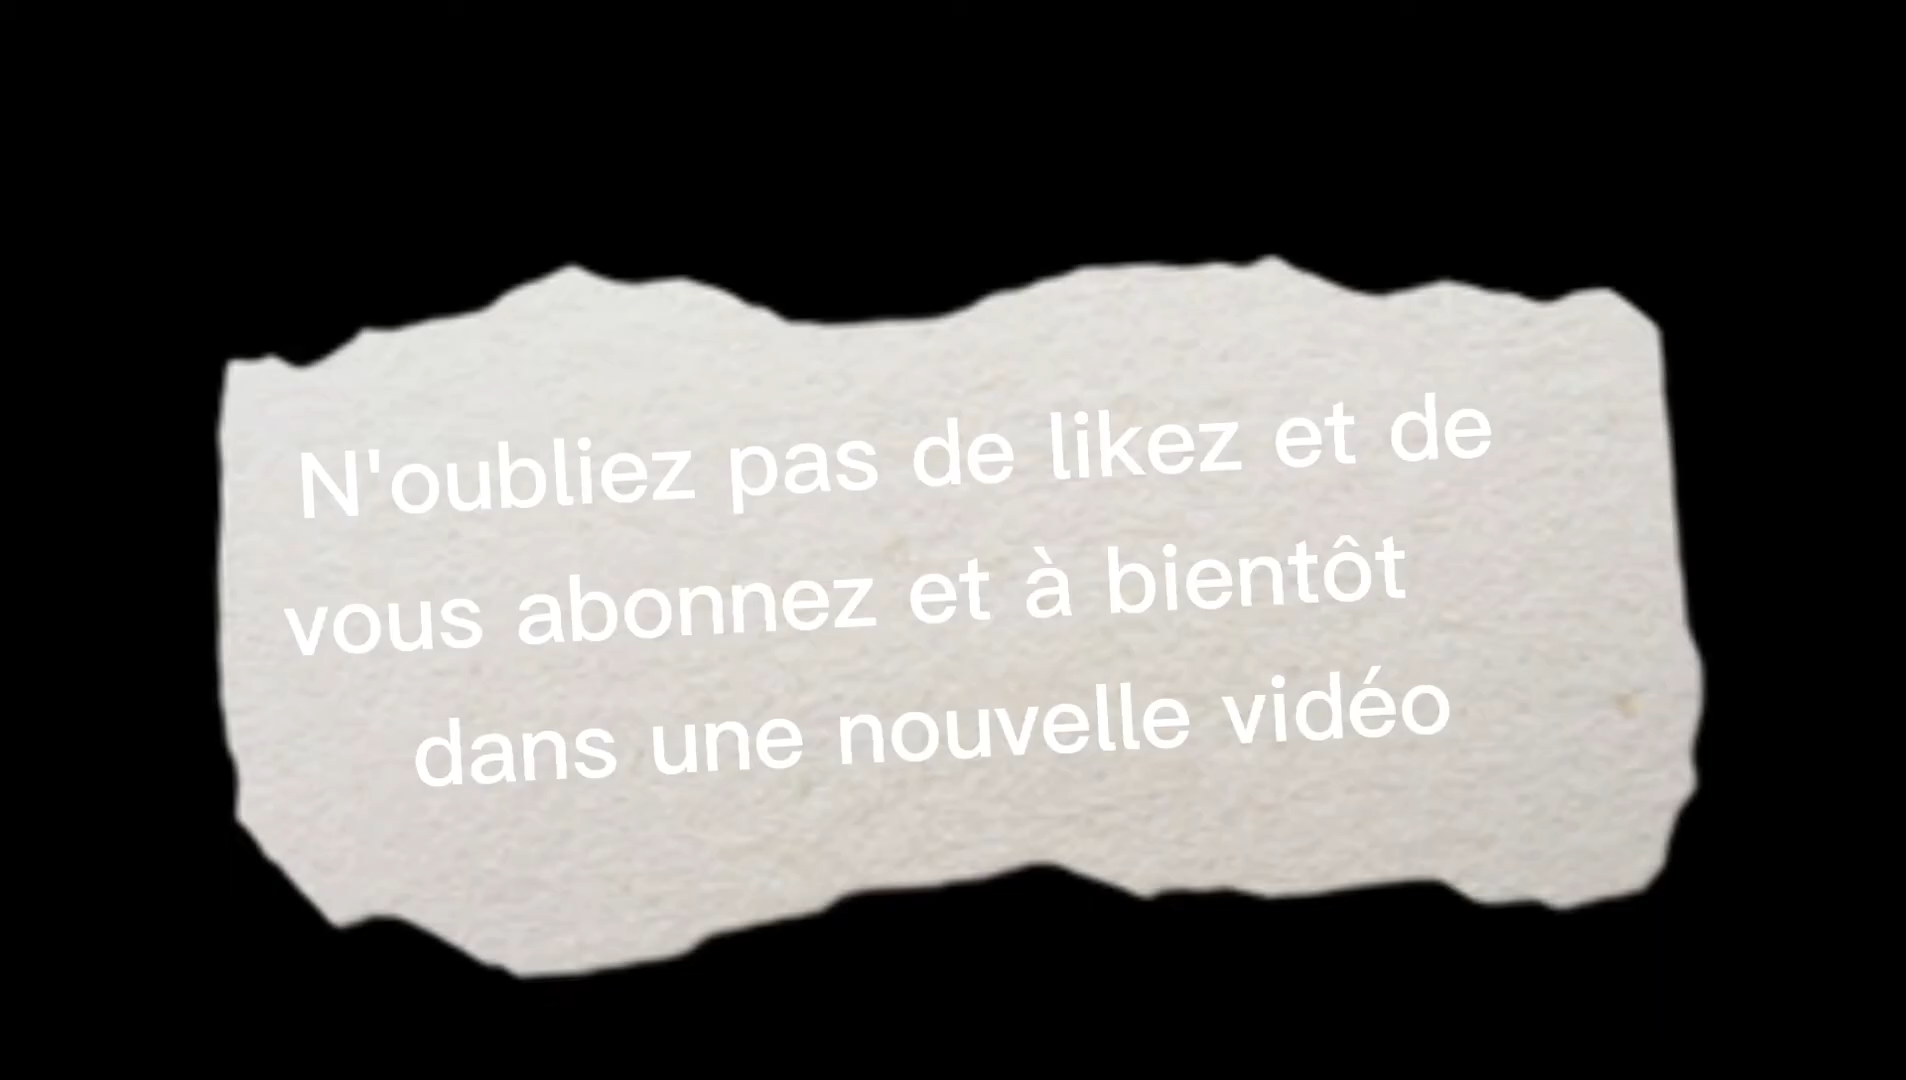 N'oubliez pas de likez et de
vous abonnez et à bientôt
dans une nouvelle vidéo